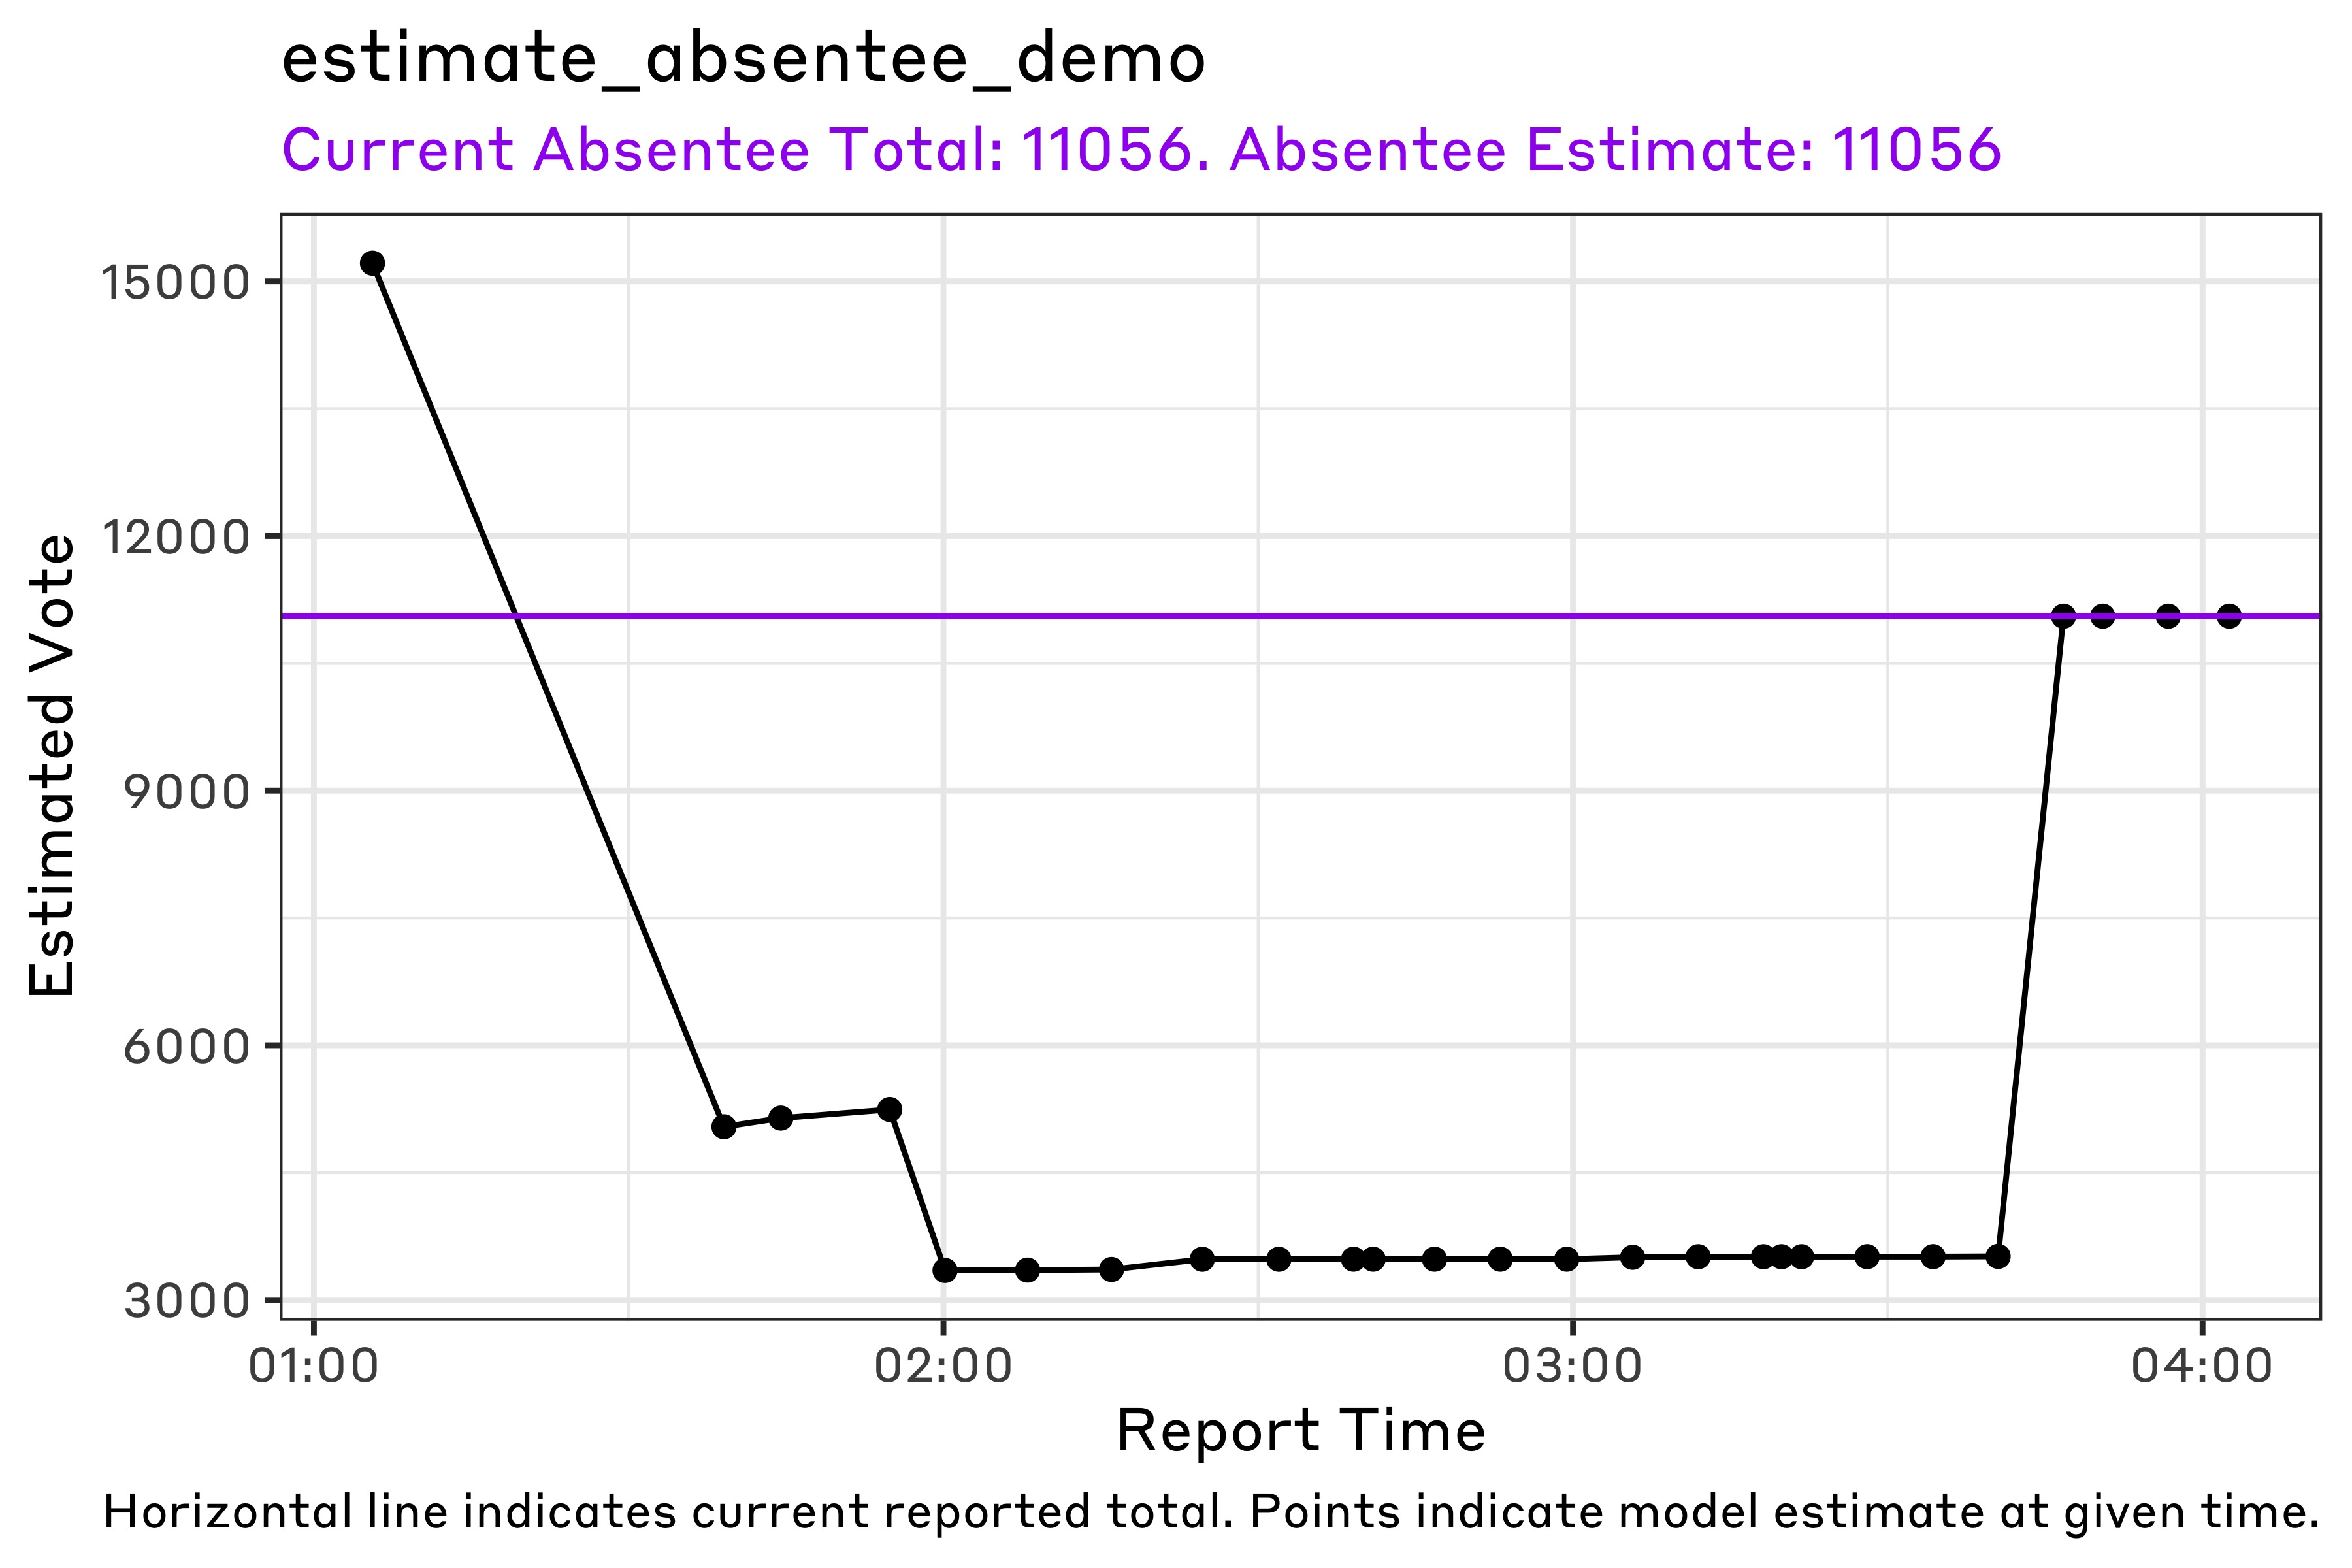 estimate_absentee_demo
Current Absentee Total: 11056. Absentee Estimate: 11056
Estimated Vote
15000
12000
9000
6000
3000
01:00 02:00 03:00 04:00
Report Time
Horizontal line indicates current reported total. Points indicate model estimate at given time.